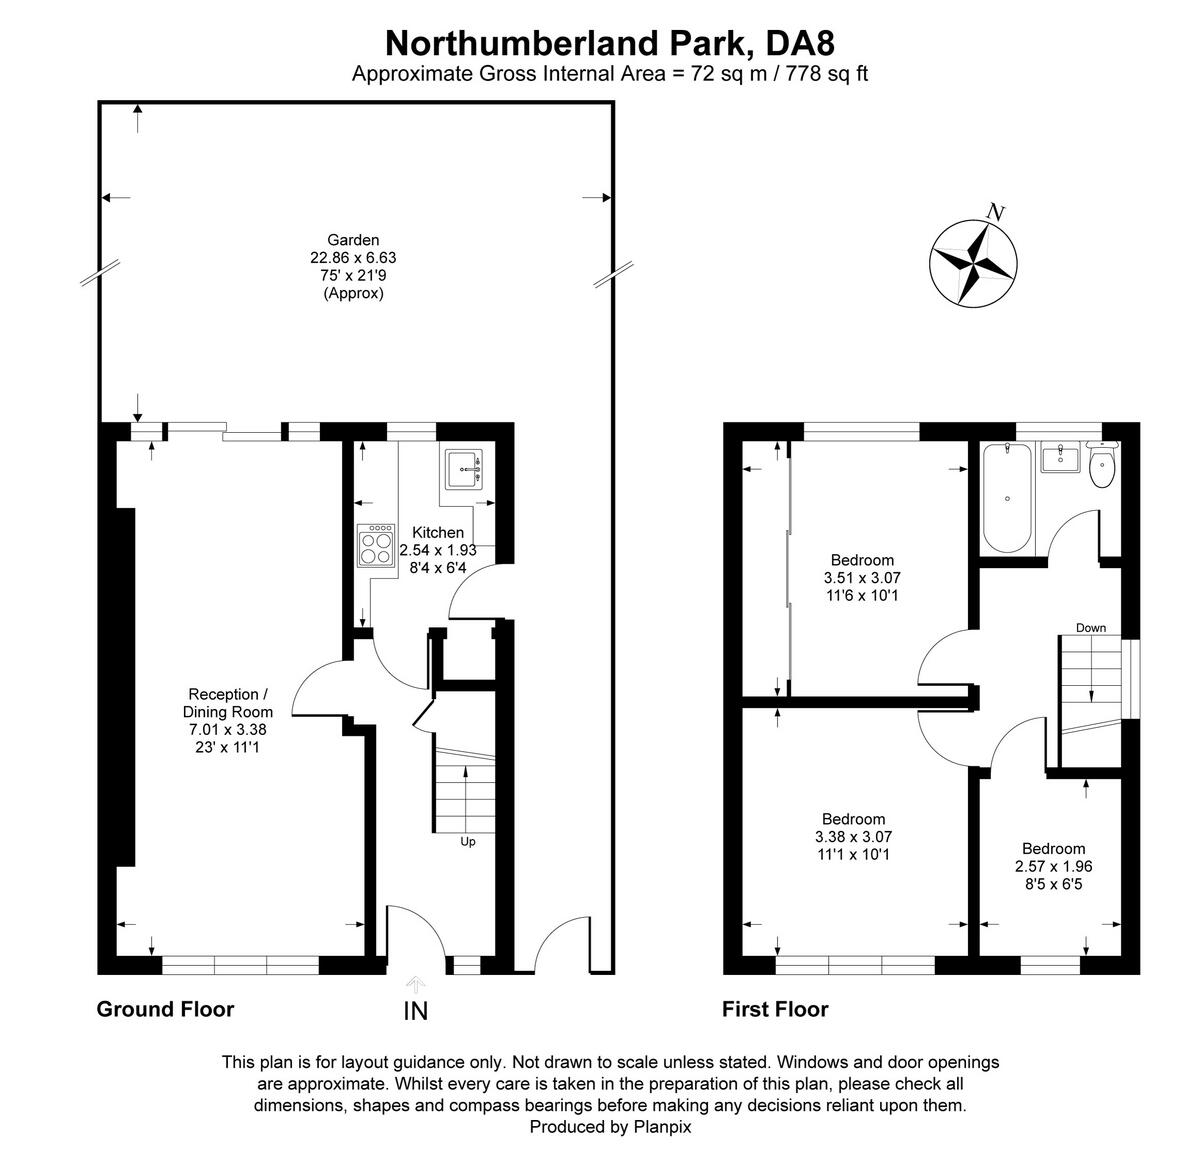 Northumberland Park, DA8
Approximate Gross Internal Area = 72 sq m / 778 sq ft
N
Garden
22.86 x 6.63
75' x 21'9
(Approx)
Kitchen
2.54 x 1.93
8'4 x 6'4
Reception /
Dining Room
7.01 x 3.38
23' x 11'1
Up
IN
Ground Floor
Bedroom
3.51 x 3.07
11'6 x 10'1
Down
Bedroom
3.38 x 3.07
11'1 x 10'1
Bedroom
2.57 x 1.96
8'5 x 6'5
First Floor
This plan is for layout guidance only. Not drawn to scale unless stated. Windows and door openings
are approximate. Whilst every care is taken in the preparation of this plan, please check all
dimensions, shapes and compass bearings before making any decisions reliant upon them.
Produced by Planpix